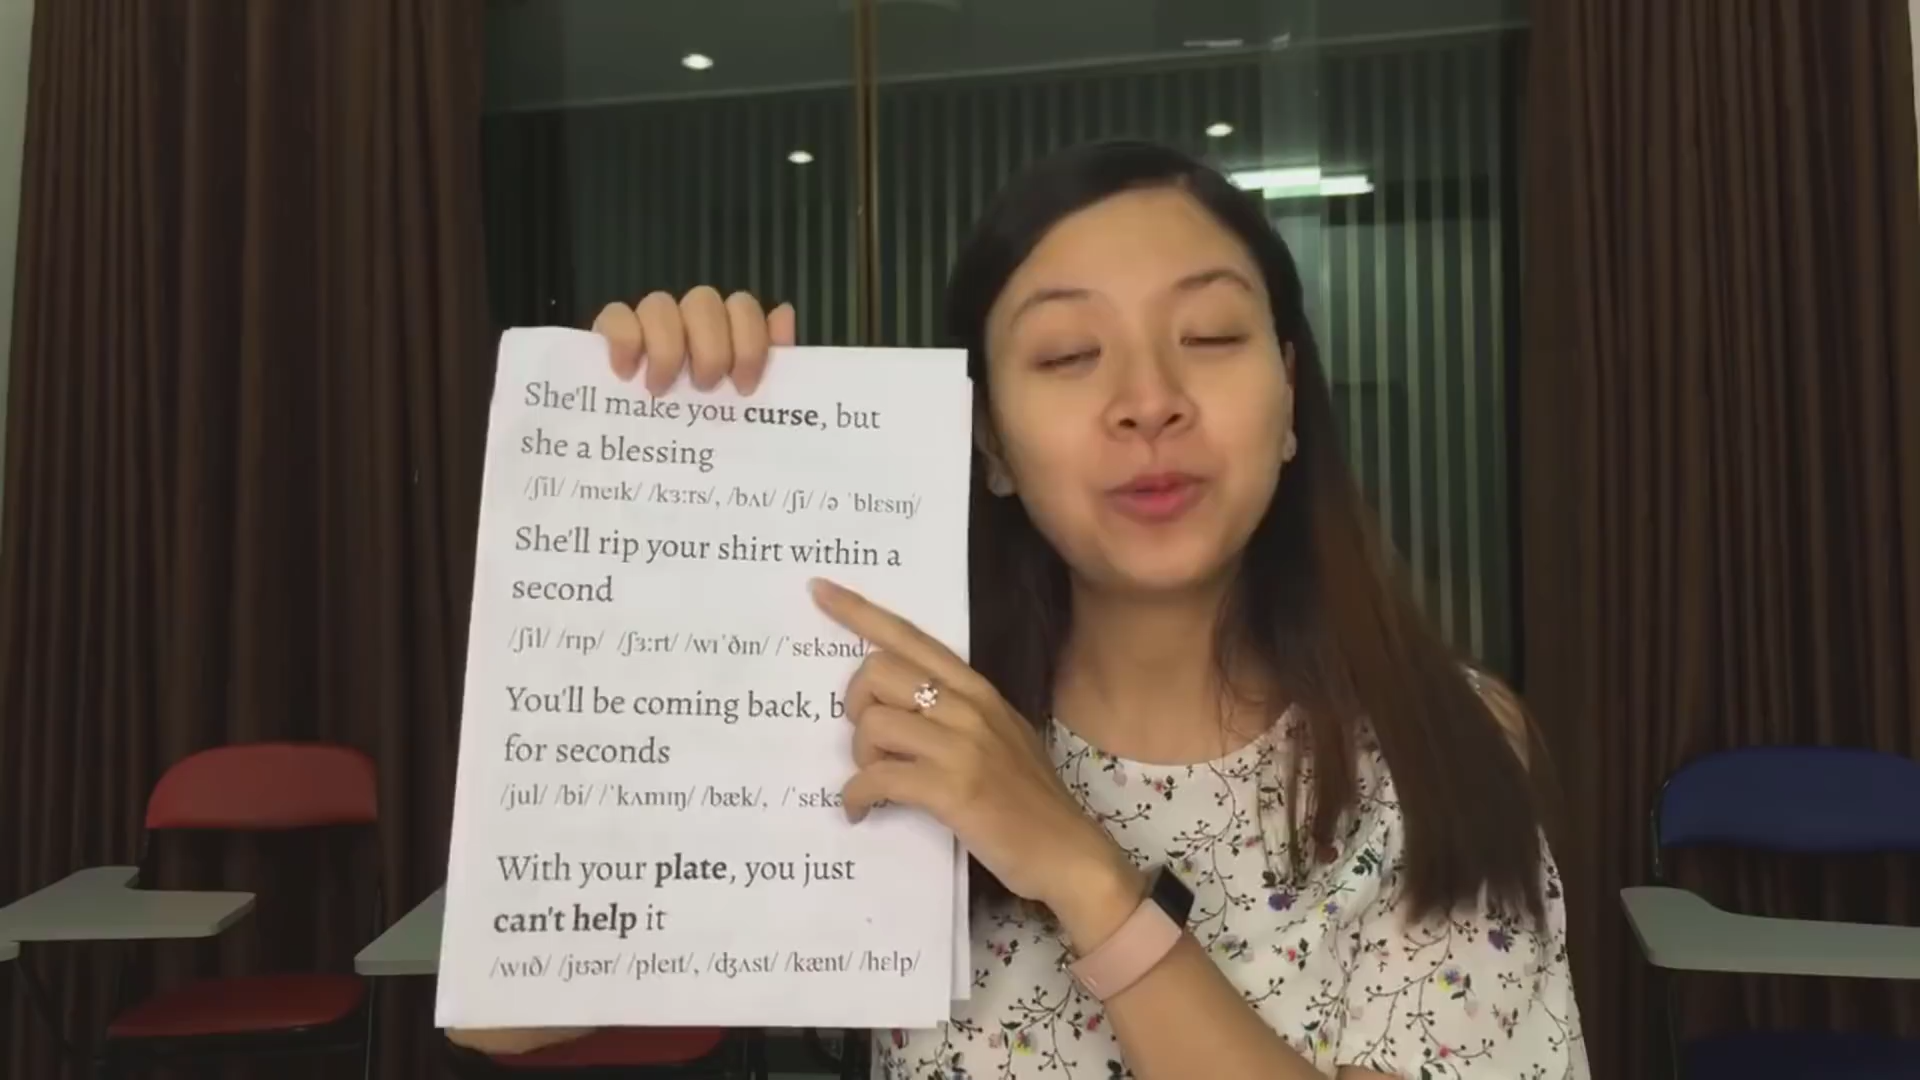 She'll make you curse, but
she a blessing
/ʃil/ /meɪk/ /kɜːrs/, /bʌt/ /ʃi/ /ə ˈblɛsɪŋ/
She'll rip your shirt within a
second
/ʃil/ /rɪp/ /ʃɜːrt/ /wɪˈðɪn/ /ˈsɛkənd/
You'll be coming back,
for seconds
/jul/ /bi/ /ˈkʌmɪŋ/ /bæk/,
With your plate, you just
can't help it
/wɪð/ /jʊər/ /pleɪt/, /ʤʌst/ /kænt/ /hɛlp/